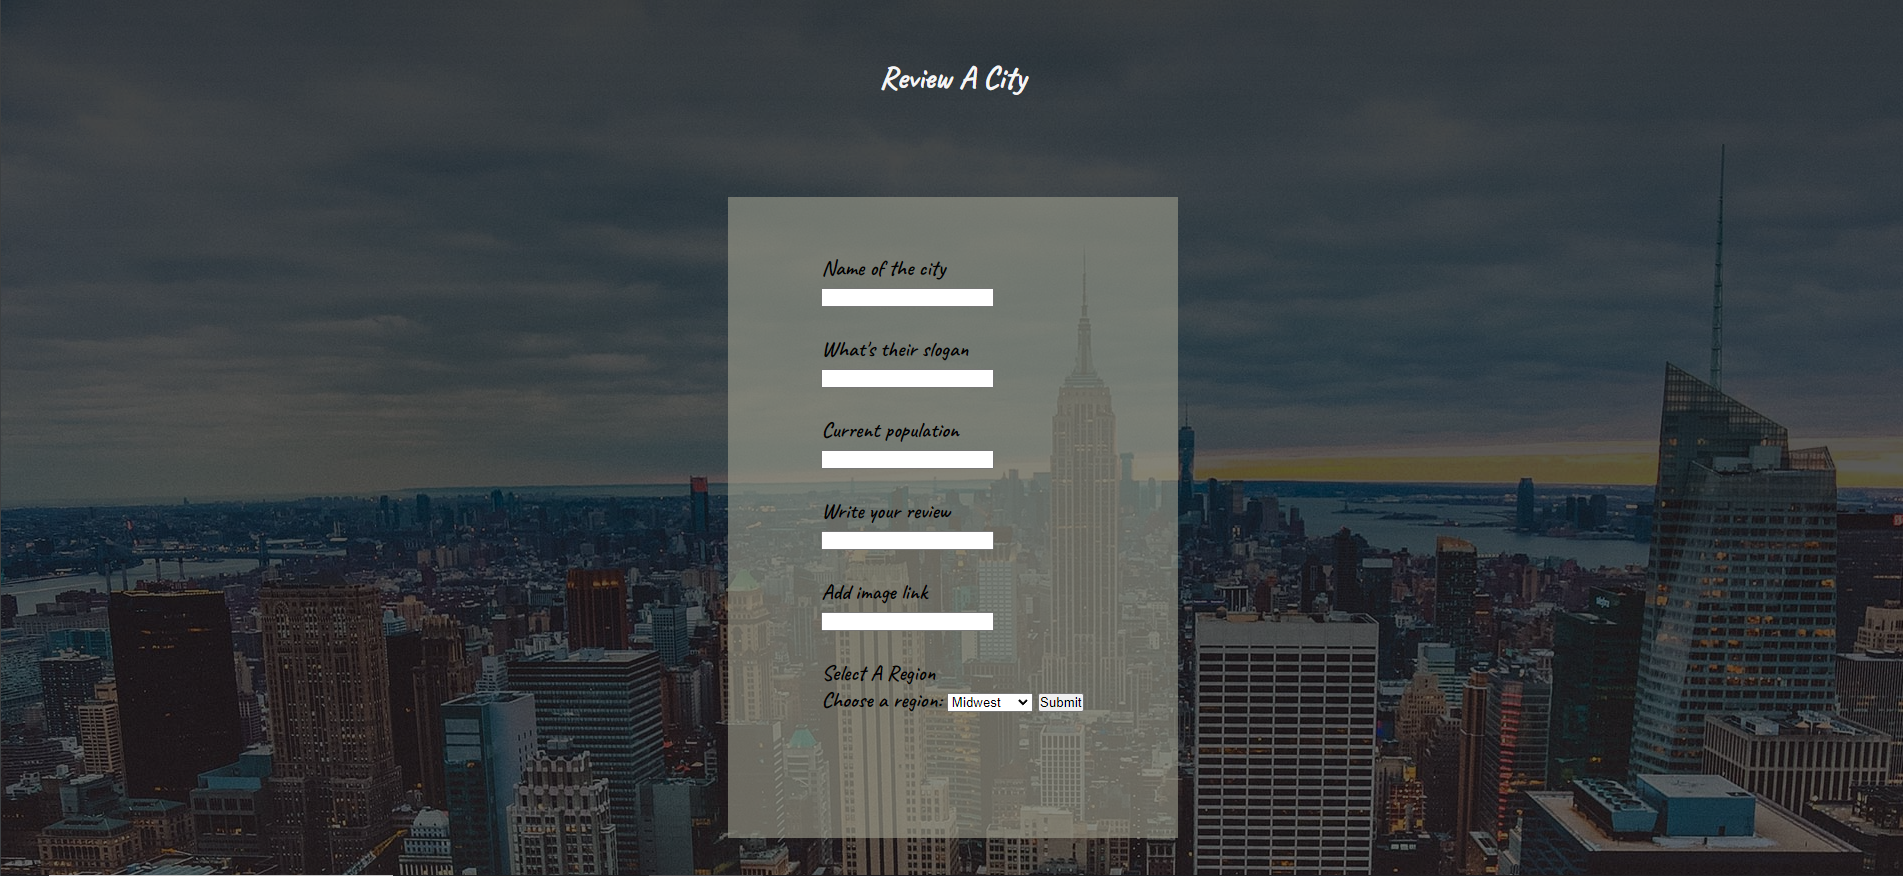 Review A City
Name of the city
What's their slogan
Current population
Write your review
Add image link
Select A Region
Choose a region: Midwest Submit